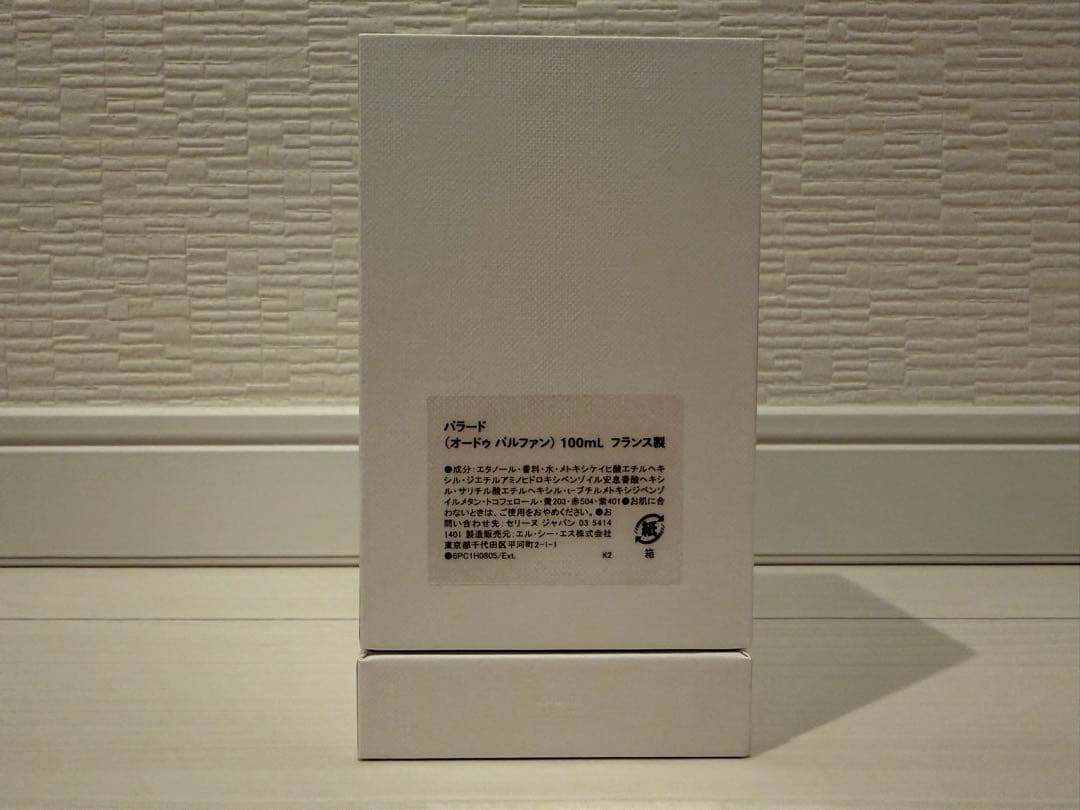 パラード
(オードゥ パルファン) 100mL フランス製
●成分：エタノール・香料・水・メトキシケイヒ酸エチルヘキ
シル・ジエチルアミノヒドロキシベンゾイル安息香酸ヘキシ
ル・サリチル酸エチルヘキシル・t-ブチルメトキシジベンゾ
イルメタン・トコフェロール・黄203・赤504・紫401●お肌に合
わないときは、ご使用をおやめください。●お
問い合わせ先：セリーヌ ジャパン 03 5414
1401 製造販売元：エル・シー・エス株式会社
東京都千代田区平河町2-1-1
●6PC1H0805/Ext. K2
紙
箱